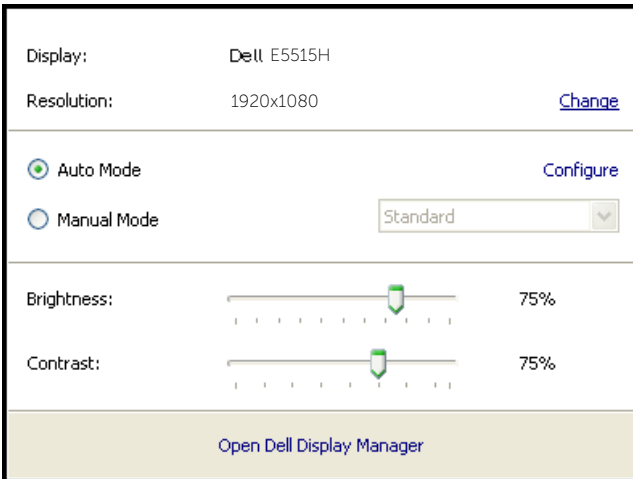 Display: Dell E5515H
Resolution: 1920x1080 Change
Auto Mode Configure
Manual Mode Standard
Brightness: 75%
Contrast: 75%
Open Dell Display Manager